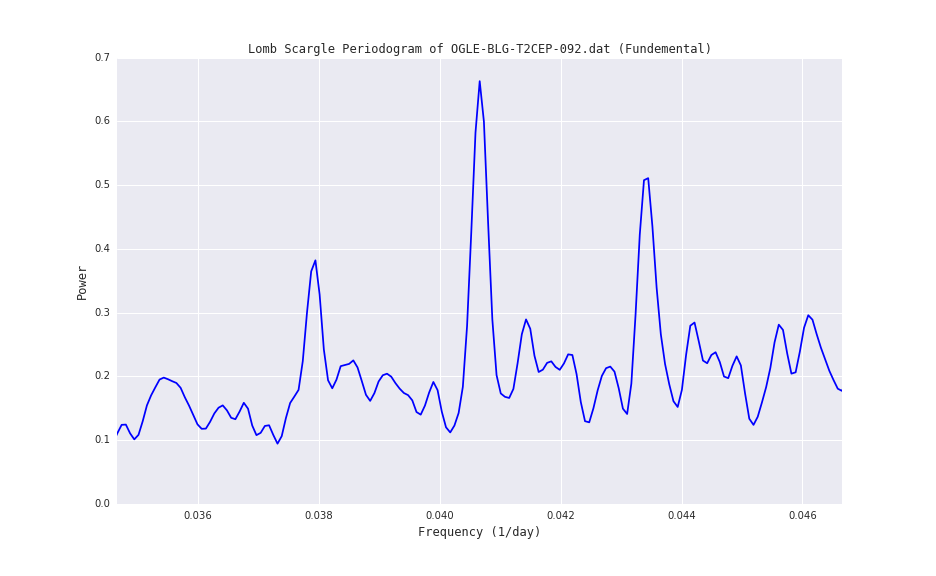 Lomb Scargle Periodogram of OGLE-BLG-T2CEP-092.dat (Fundemental)
0.7
0.6
0.5
0.4
0.3
0.2
0.1
0.0
Power
0.036 0.038 0.040 0.042 0.044 0.046
Frequency (1/day)